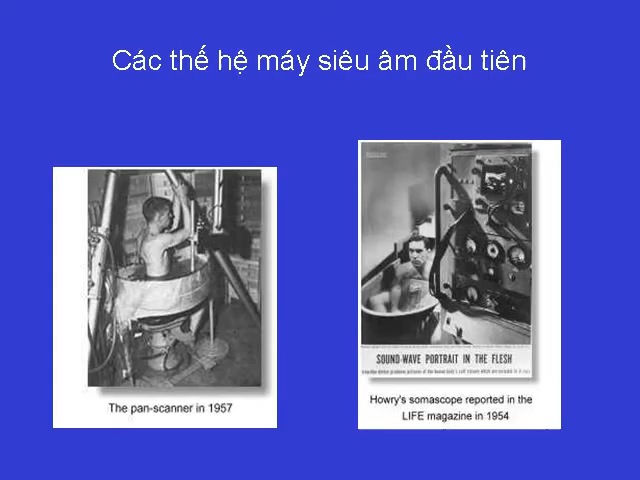 Các thế hệ máy siêu âm đầu tiên
The pan-scanner in 1957
SOUND-WAVE PORTRAIT IN THE FLESH
Howry's somascope reported in the
LIFE magazine in 1954